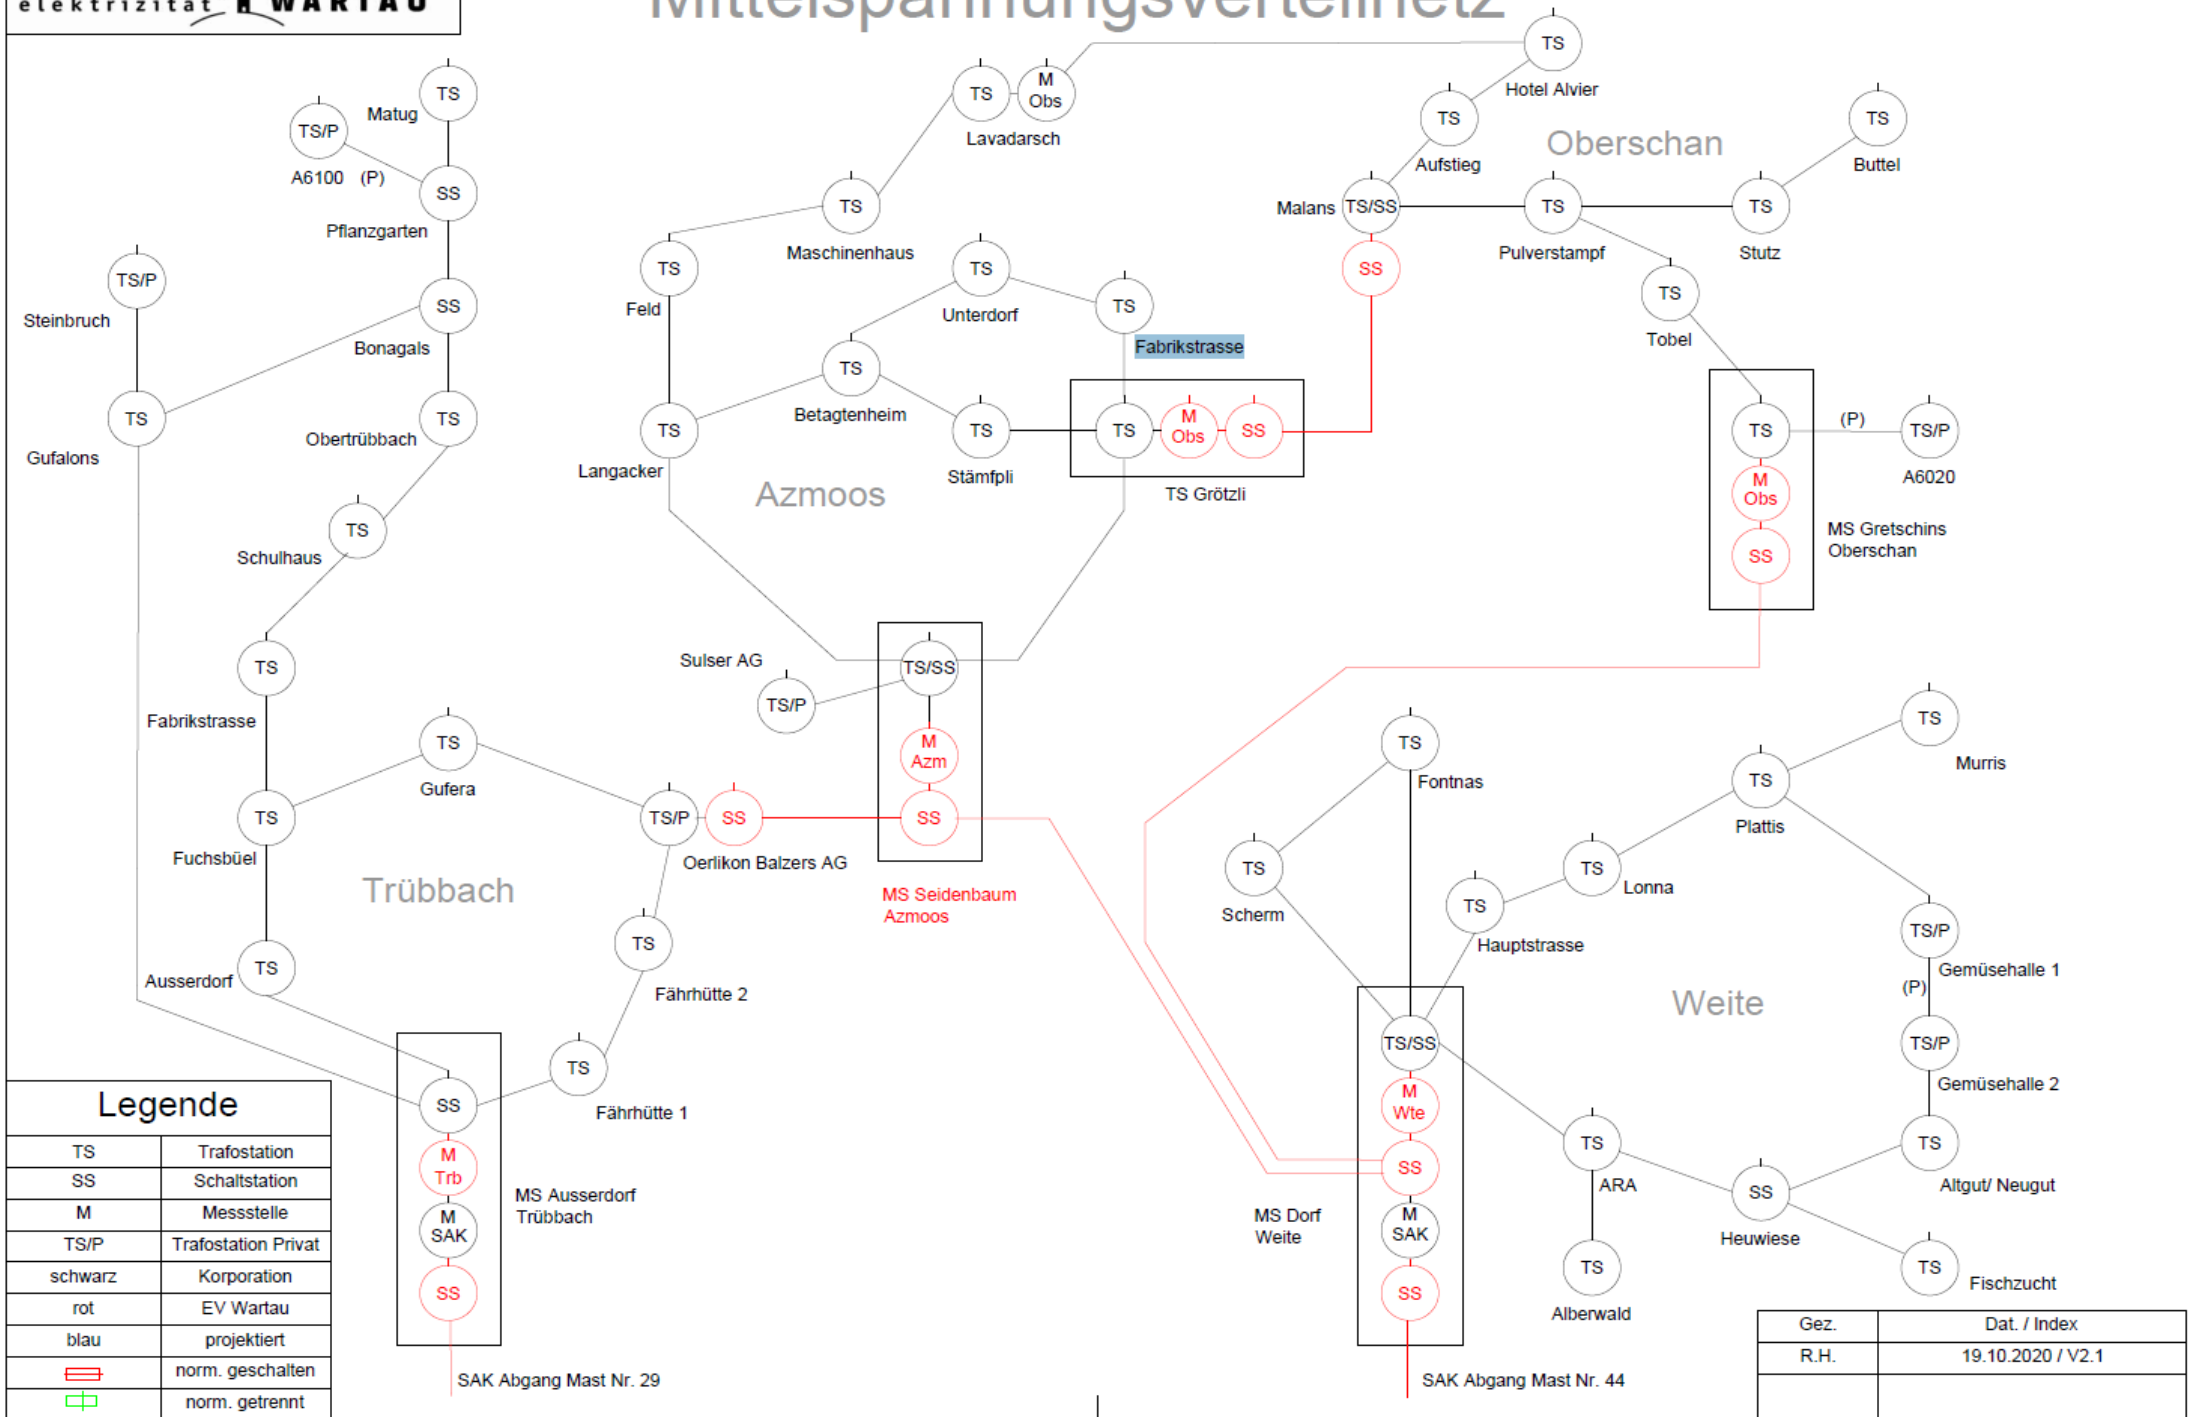 elektrizität WARTAU
Mittelspannungsverteilnetz
TS
Hotel Alvier
TS
Matug
TS/P
A6100 (P)
SS
Pflanzgarten
TS
M
Obs
Lavadarsch
TS
Aufstieg
Oberschan
TS
Buttel
TS
Maschinenhaus
Malans
TS/SS
SS
TS
Pulverstampf
TS
Stutz
TS/P
Steinbruch
SS
Bonagals
TS
Feld
TS
Unterdorf
TS
Fabrikstrasse
TS
Tobel
TS
Gufalons
TS
Obertrübbach
TS
Langacker
TS
Betagtenheim
TS
Stämfpli
TS
M
Obs
SS
TS Grötzli
Azmoos
TS
(P)
TS/P
A6020
M
Obs
SS
MS Gretschins
Oberschan
TS
Schulhaus
TS
Fabrikstrasse
Sulser AG
TS/P
TS/SS
M
Azm
SS
MS Seidenbaum
Azmoos
TS
Gufera
TS
Fuchsbüel
TS/P
SS
Oerlikon Balzers AG
Trübbach
TS
Ausserdorf
TS
Fährhütte 2
TS
Fährhütte 1
TS
Fontnas
TS
Scherm
TS
Hauptstrasse
TS
Lonna
TS
Plattis
TS
Murris
TS/P
Gemüsehalle 1
(P)
TS/P
Gemüsehalle 2
Weite
TS
Altgut/ Neugut
TS
ARA
SS
Heuwiese
TS
Fischzucht
TS
Alberwald
TS/SS
M
Wte
SS
M
SAK
SS
MS Dorf
Weite
SAK Abgang Mast Nr. 44
SS
M
Trb
M
SAK
SS
MS Ausserdorf
Trübbach
SAK Abgang Mast Nr. 29
Legende
TS Trafostation
SS Schaltstation
M Messstelle
TS/P Trafostation Privat
schwarz Korporation
rot EV Wartau
blau projektiert
norm. geschalten
norm. getrennt
Gez. Dat. / Index
R.H. 19.10.2020 / V2.1